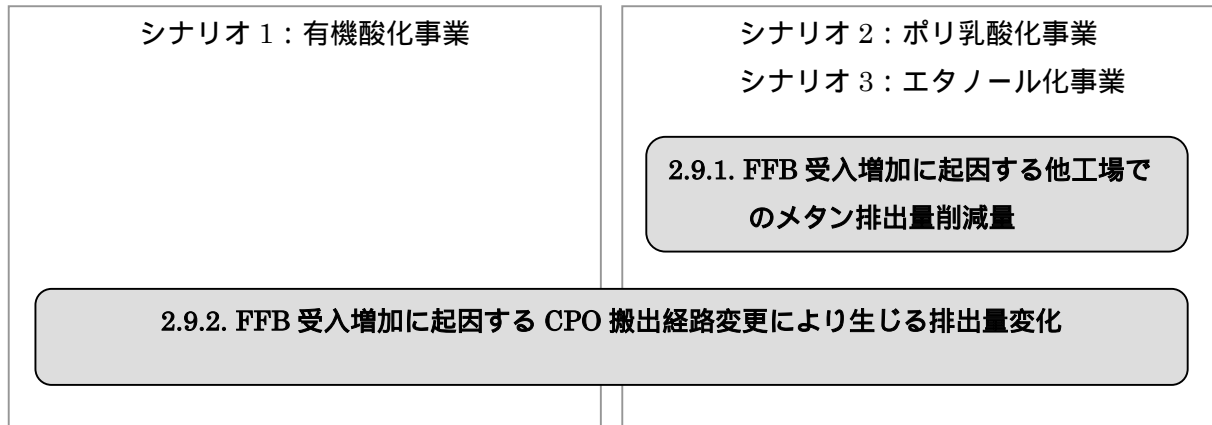 シナリオ 1：有機酸化事業
シナリオ 2：ポリ乳酸化事業
シナリオ 3：エタノール化事業
2.9.1. FFB 受入増加に起因する他工場で
のメタン排出量削減量
2.9.2. FFB 受入増加に起因する CPO 搬出経路変更により生じる排出量変化